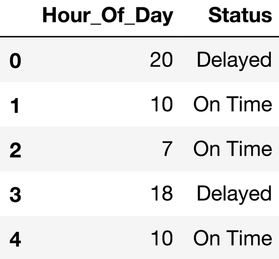 Hour_Of_Day Status
0 20 Delayed
1 10 On Time
2 7 On Time
3 18 Delayed
4 10 On Time